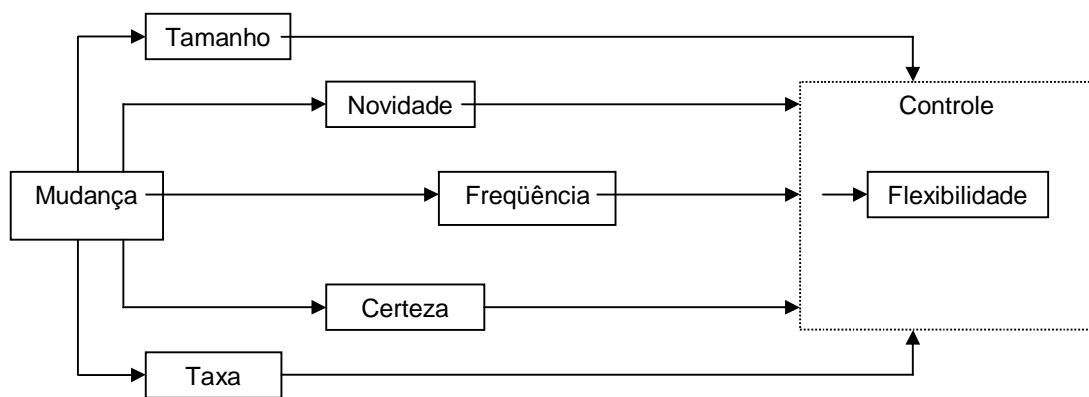 Tamanho
Novidade
Controle
Mudança
Freqüência
Flexibilidade
Certeza
Taxa